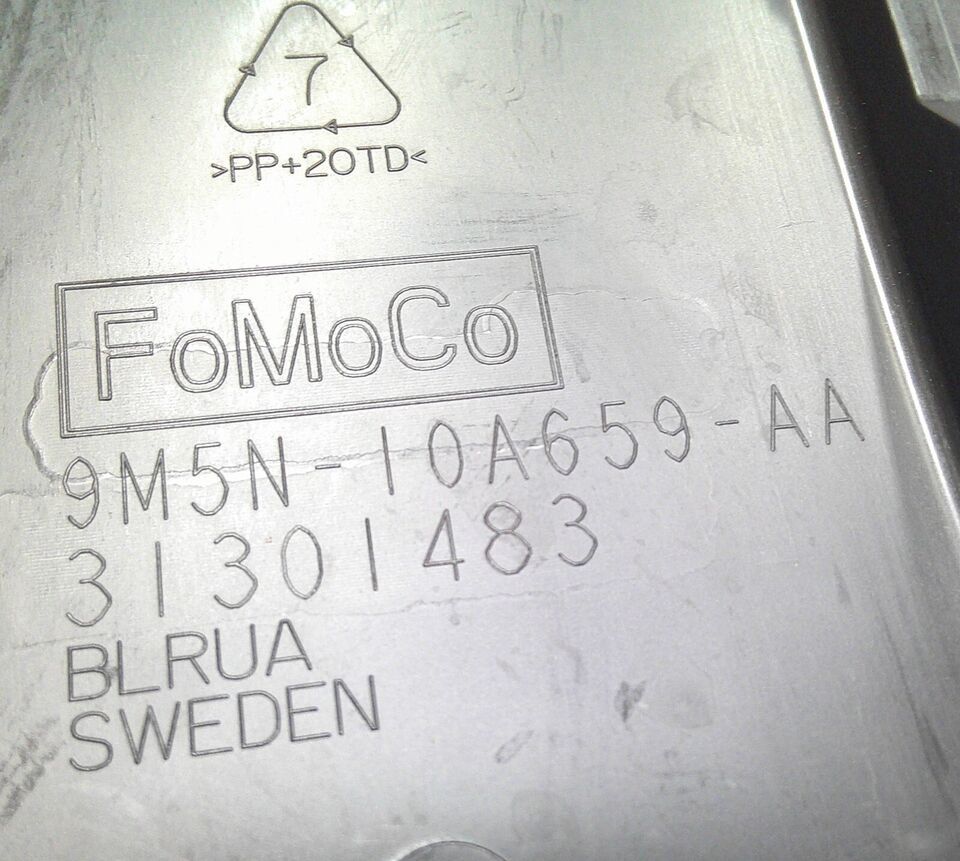 7
>PP+20TD<
FoMoCo
9M5N-10A659-AA
31301483
BLRUA
SWEDEN